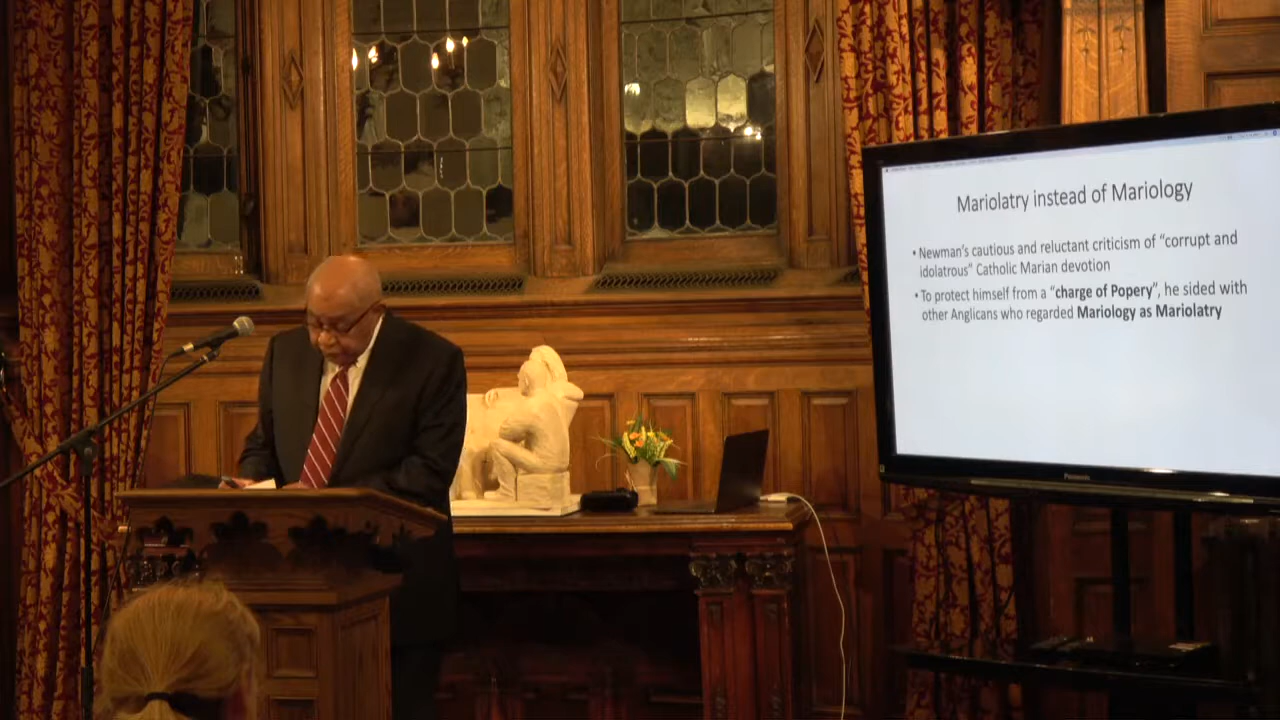 Mariolatry instead of Mariology
• Newman's cautious and reluctant criticism of "corrupt and
idolatrous" Catholic Marian devotion
• To protect himself from a "charge of Popery", he sided with
other Anglicans who regarded Mariology as Mariolatry
Panasonic